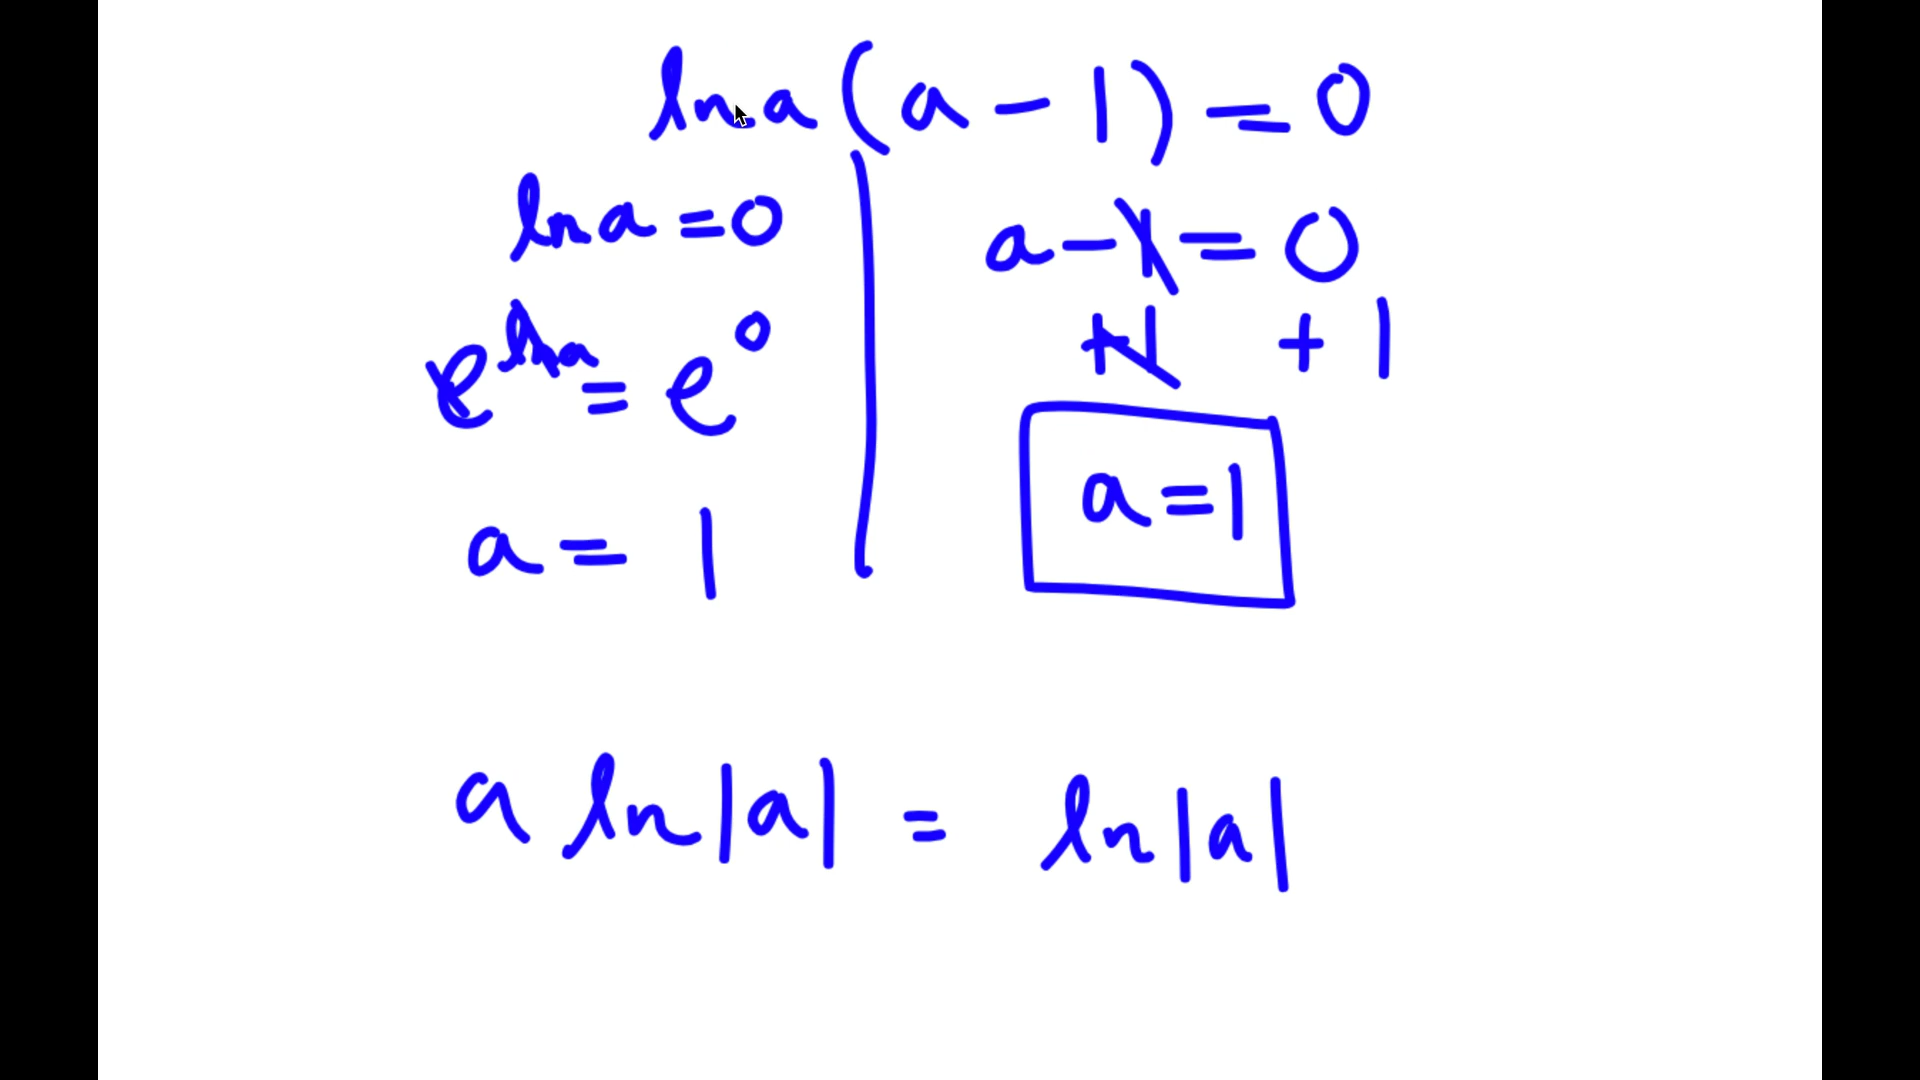 ln a (a - 1) = 0
ln a = 0
a - 1 = 0
+1 +1
e^{ln a} = e^0
a = 1
a = 1
a ln|a| = ln|a|